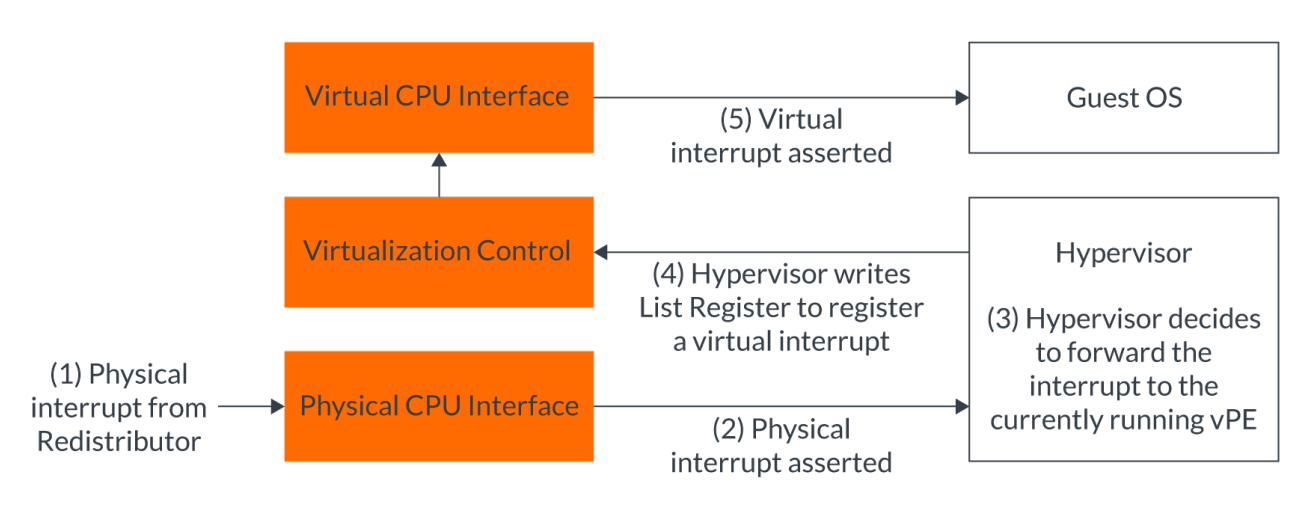 Virtual CPU Interface
(5) Virtual
interrupt asserted
Guest OS
Virtualization Control
(4) Hypervisor writes
List Register to register
a virtual interrupt
Hypervisor
(3) Hypervisor decides
to forward the
interrupt to the
currently running vPE
(1) Physical
interrupt from
Redistributor
Physical CPU Interface
(2) Physical
interrupt asserted